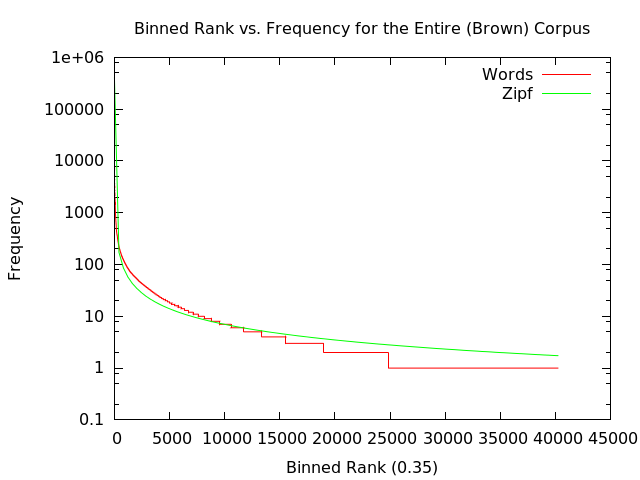 Binned Rank vs. Frequency for the Entire (Brown) Corpus
1e+06
Words
Zipf
100000
10000
1000
100
10
1
0.1
Frequency
0 5000 10000 15000 20000 25000 30000 35000 40000 45000
Binned Rank (0.35)